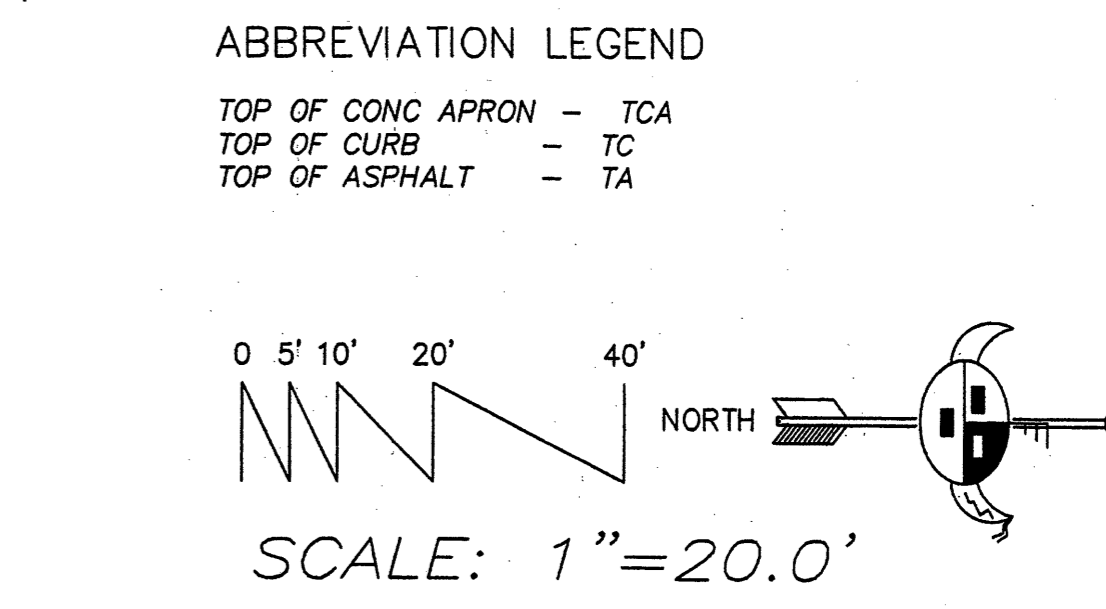 ABBREVIATION LEGEND
TOP OF CONC APRON - TCA
TOP OF CURB - TC
TOP OF ASPHALT - TA
0 5' 10' 20' 40'
NORTH
SCALE: 1"=20.0'